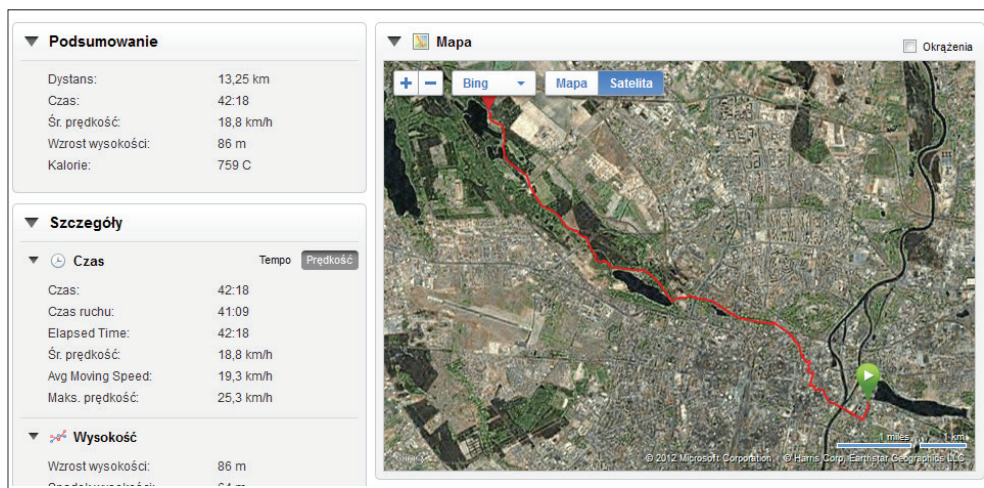 Podsumowanie
Dystans: 13,25 km
Czas: 42:18
Śr. prędkość: 18,8 km/h
Wzrost wysokości: 86 m
Kalorie: 759 C
Szczegóły
Czas Tempo Prędkość
Czas: 42:18
Czas ruchu: 41:09
Elapsed Time: 42:18
Śr. prędkość: 18,8 km/h
Avg Moving Speed: 19,3 km/h
Maks. prędkość: 25,3 km/h
Wysokość
Wzrost wysokości: 86 m
Mapa
Okrążenia
+ − Bing Mapa Satelita
1 miles 1 km
© 2012 Microsoft Corporation © Harris Corp, Earthstar Geographics LLC